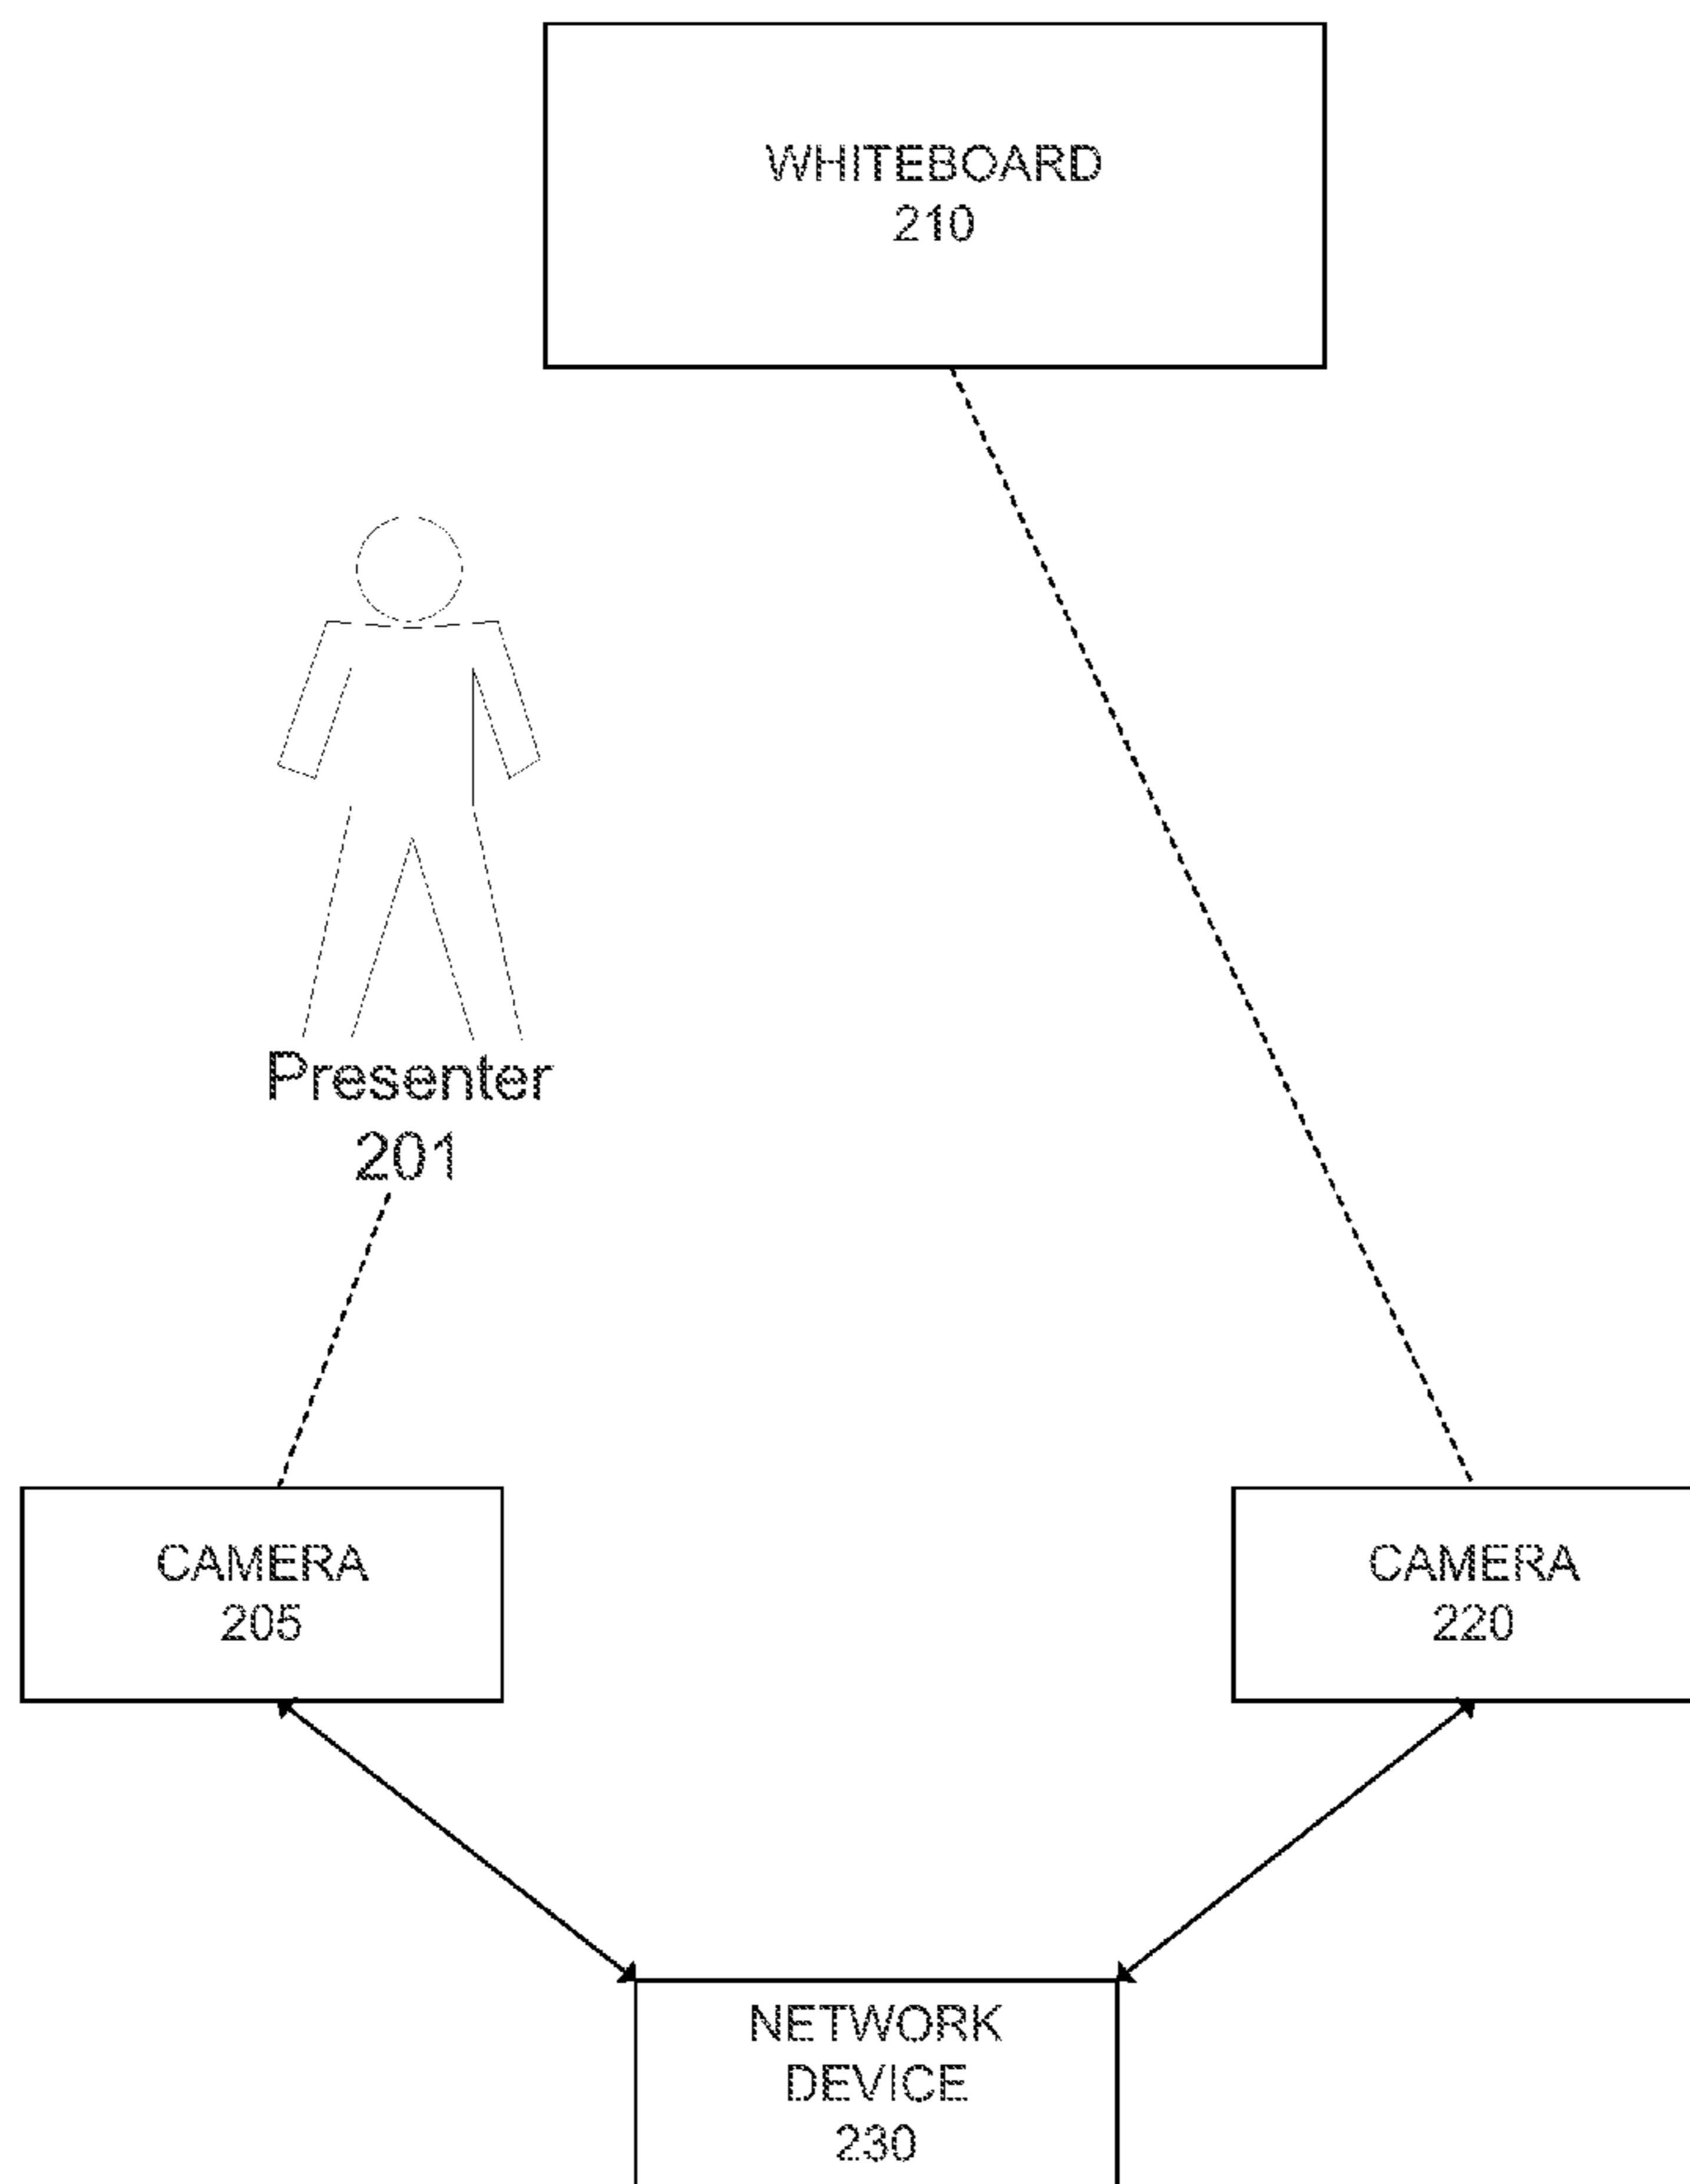 WHITEBOARD
210
Presenter
201
CAMERA
205
CAMERA
220
NETWORK
DEVICE
230